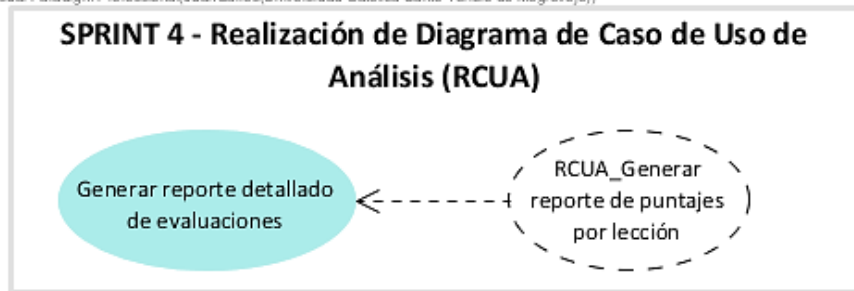 SPRINT 4 - Realización de Diagrama de Caso de Uso de
Análisis (RCUA)
Generar reporte detallado
de evaluaciones
RCUA_Generar
reporte de puntajes
por lección